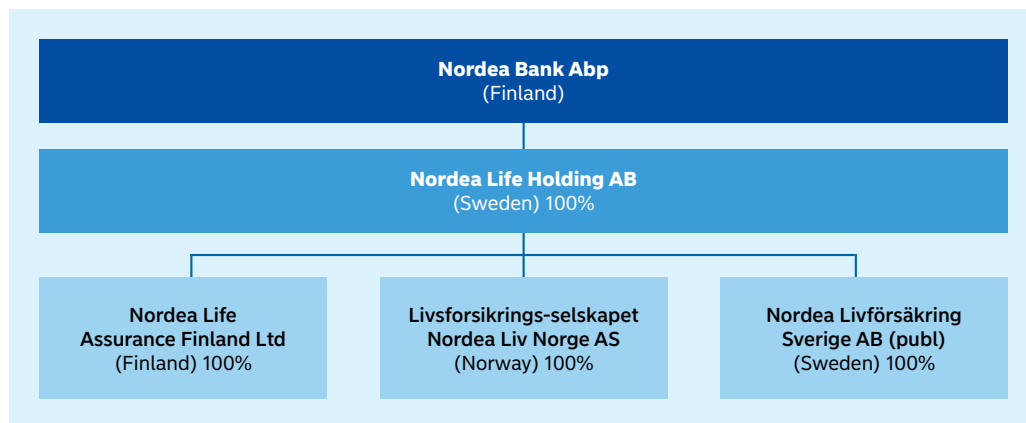 Nordea Bank Abp
(Finland)
Nordea Life Holding AB
(Sweden) 100%
Nordea Life
Assurance Finland Ltd
(Finland) 100%
Livsforsikrings-selskapet
Nordea Liv Norge AS
(Norway) 100%
Nordea Livförsäkring
Sverige AB (publ)
(Sweden) 100%